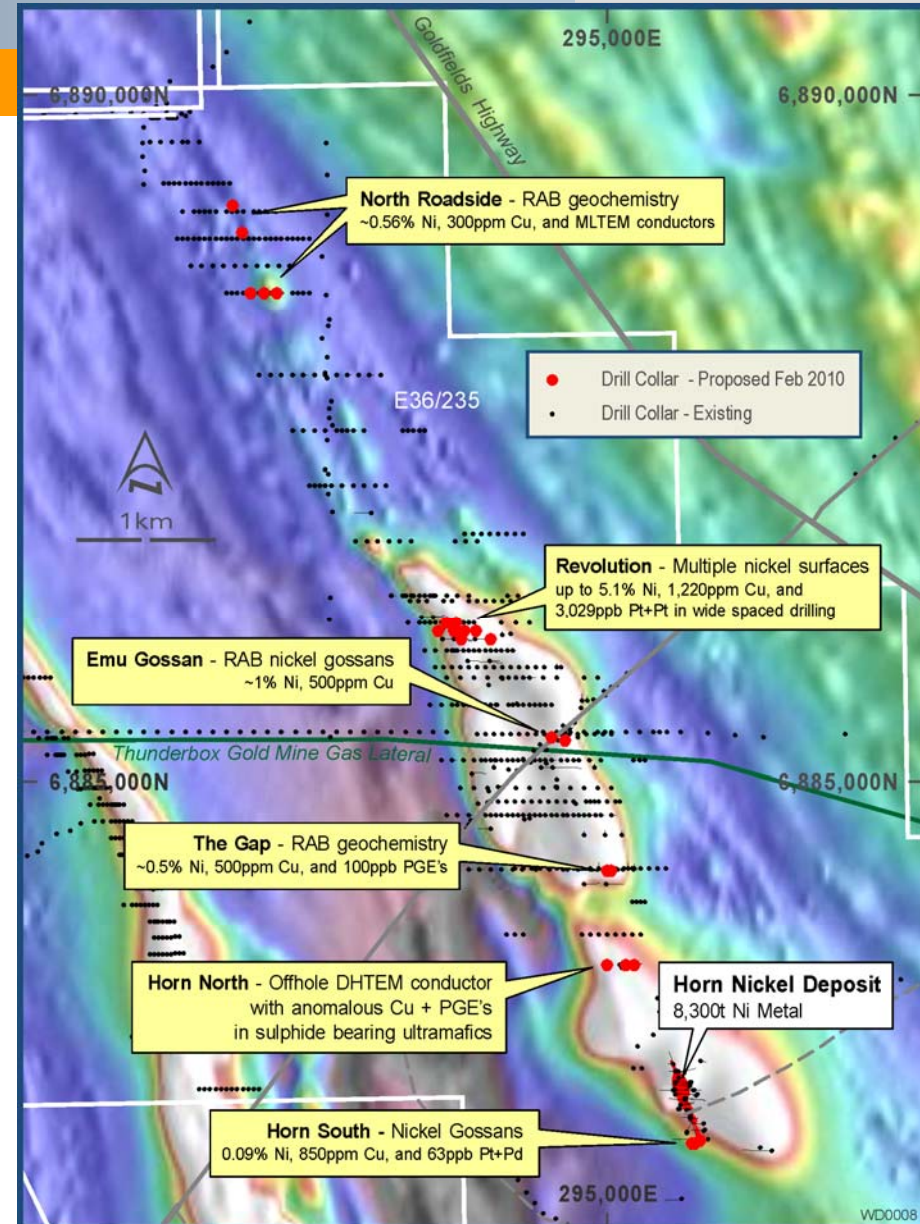 295,000E
6,890,000N
6,890,000N
Goldfields Highway
North Roadside - RAB geochemistry
~0.56% Ni, 300ppm Cu, and MLTEM conductors
Drill Collar - Proposed Feb 2010
Drill Collar - Existing
E36/235
1km
Revolution - Multiple nickel surfaces
up to 5.1% Ni, 1,220ppm Cu, and
3,029ppb Pt+Pt in wide spaced drilling
Emu Gossan - RAB nickel gossans
~1% Ni, 500ppm Cu
Thunderbox Gold Mine Gas Lateral
6,885,000N
6,885,000N
The Gap - RAB geochemistry
~0.5% Ni, 500ppm Cu, and 100ppb PGE's
Horn North - Offhole DHTEM conductor
with anomalous Cu + PGE's
in sulphide bearing ultramafics
Horn Nickel Deposit
8,300t Ni Metal
Horn South - Nickel Gossans
0.09% Ni, 850ppm Cu, and 63ppb Pt+Pd
295,000E
WD0008